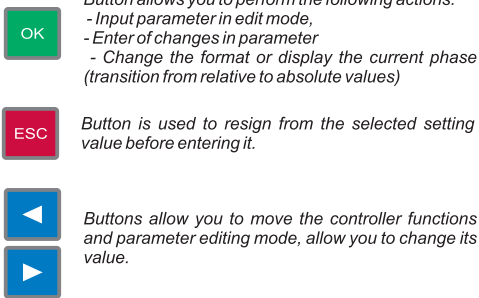 Button allows you to perform the following actions:
- Input parameter in edit mode,
OK
- Enter of changes in parameter
- Change the format or display the current phase
(transition from relative to absolute values)
ESC
Button is used to resign from the selected setting
value before entering it.
Buttons allow you to move the controller functions
and parameter editing mode, allow you to change its
value.